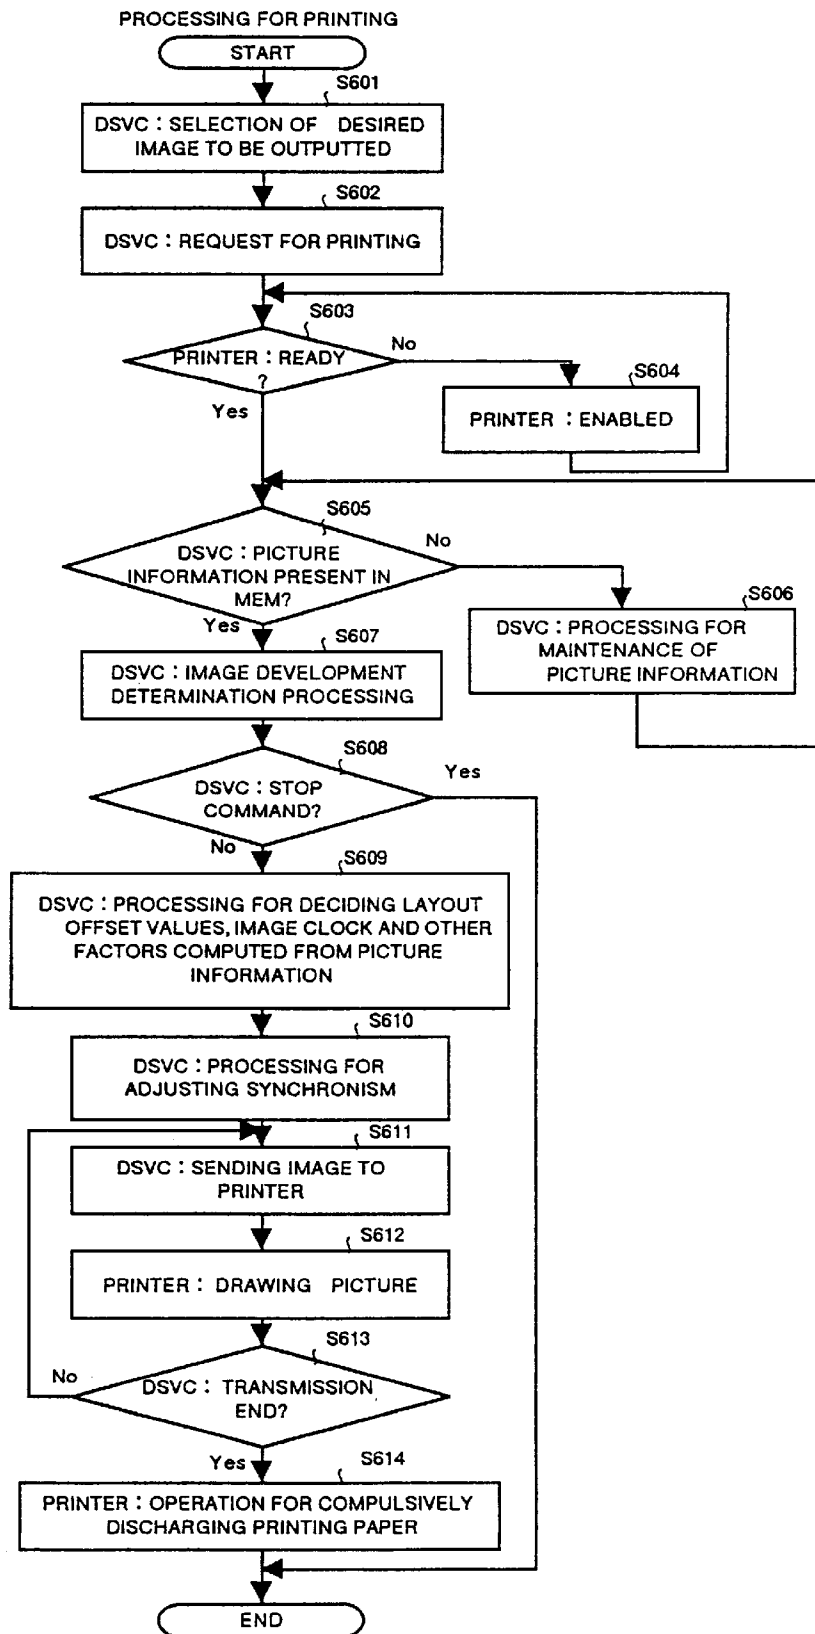 PROCESSING FOR PRINTING
START
S601
DSVC : SELECTION OF DESIRED
IMAGE TO BE OUTPUTTED
S602
DSVC : REQUEST FOR PRINTING
S603
PRINTER : READY
?
No
Yes
S604
PRINTER : ENABLED
S605
DSVC : PICTURE
INFORMATION PRESENT IN
MEM?
No
Yes
S606
DSVC : PROCESSING FOR
MAINTENANCE OF
PICTURE INFORMATION
S607
DSVC : IMAGE DEVELOPMENT
DETERMINATION PROCESSING
S608
DSVC : STOP
COMMAND?
Yes
No
S609
DSVC : PROCESSING FOR DECIDING LAYOUT
OFFSET VALUES, IMAGE CLOCK AND OTHER
FACTORS COMPUTED FROM PICTURE
INFORMATION
S610
DSVC : PROCESSING FOR
ADJUSTING SYNCHRONISM
S611
DSVC : SENDING IMAGE TO
PRINTER
S612
PRINTER : DRAWING PICTURE
S613
DSVC : TRANSMISSION
END?
No
Yes
S614
PRINTER : OPERATION FOR COMPULSIVELY
DISCHARGING PRINTING PAPER
END